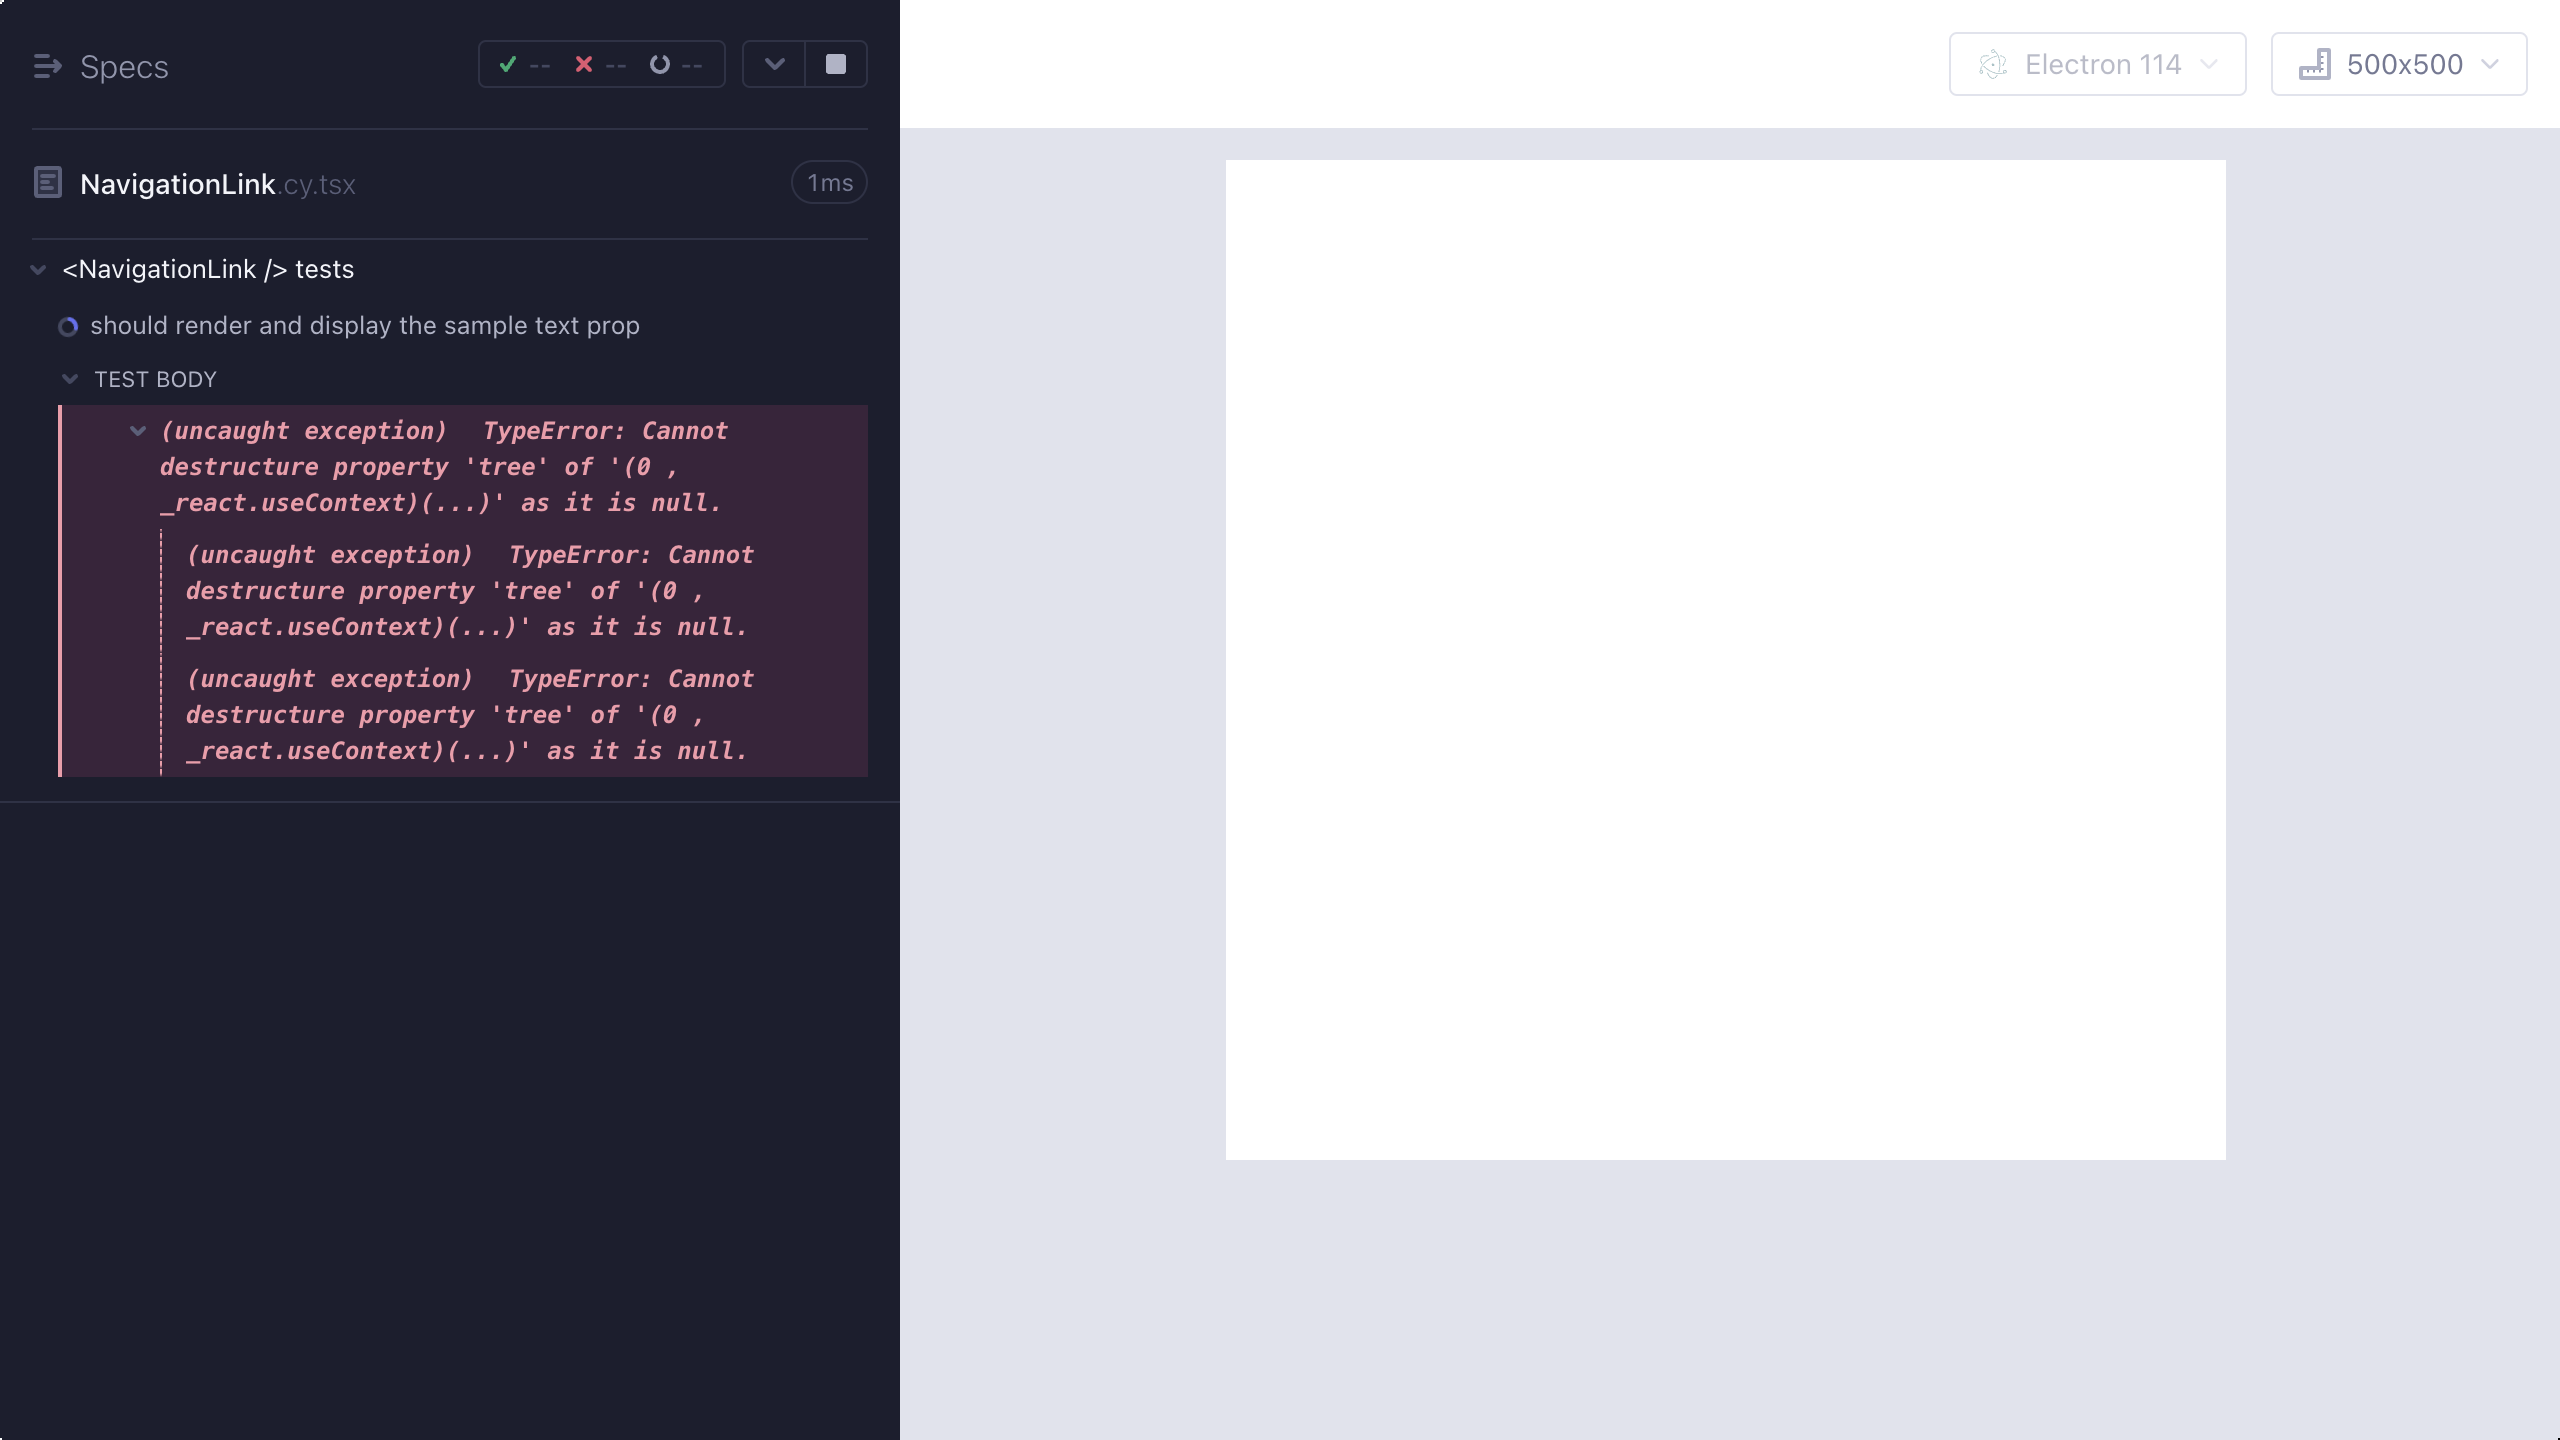 Specs
-- -- --
Electron 114
500x500
NavigationLink.cy.tsx
1ms
<NavigationLink /> tests
should render and display the sample text prop
TEST BODY
(uncaught exception) TypeError: Cannot
destructure property 'tree' of '(0 ,
_react.useContext)(...)' as it is null.
(uncaught exception) TypeError: Cannot
destructure property 'tree' of '(0 ,
_react.useContext)(...)' as it is null.
(uncaught exception) TypeError: Cannot
destructure property 'tree' of '(0 ,
_react.useContext)(...)' as it is null.